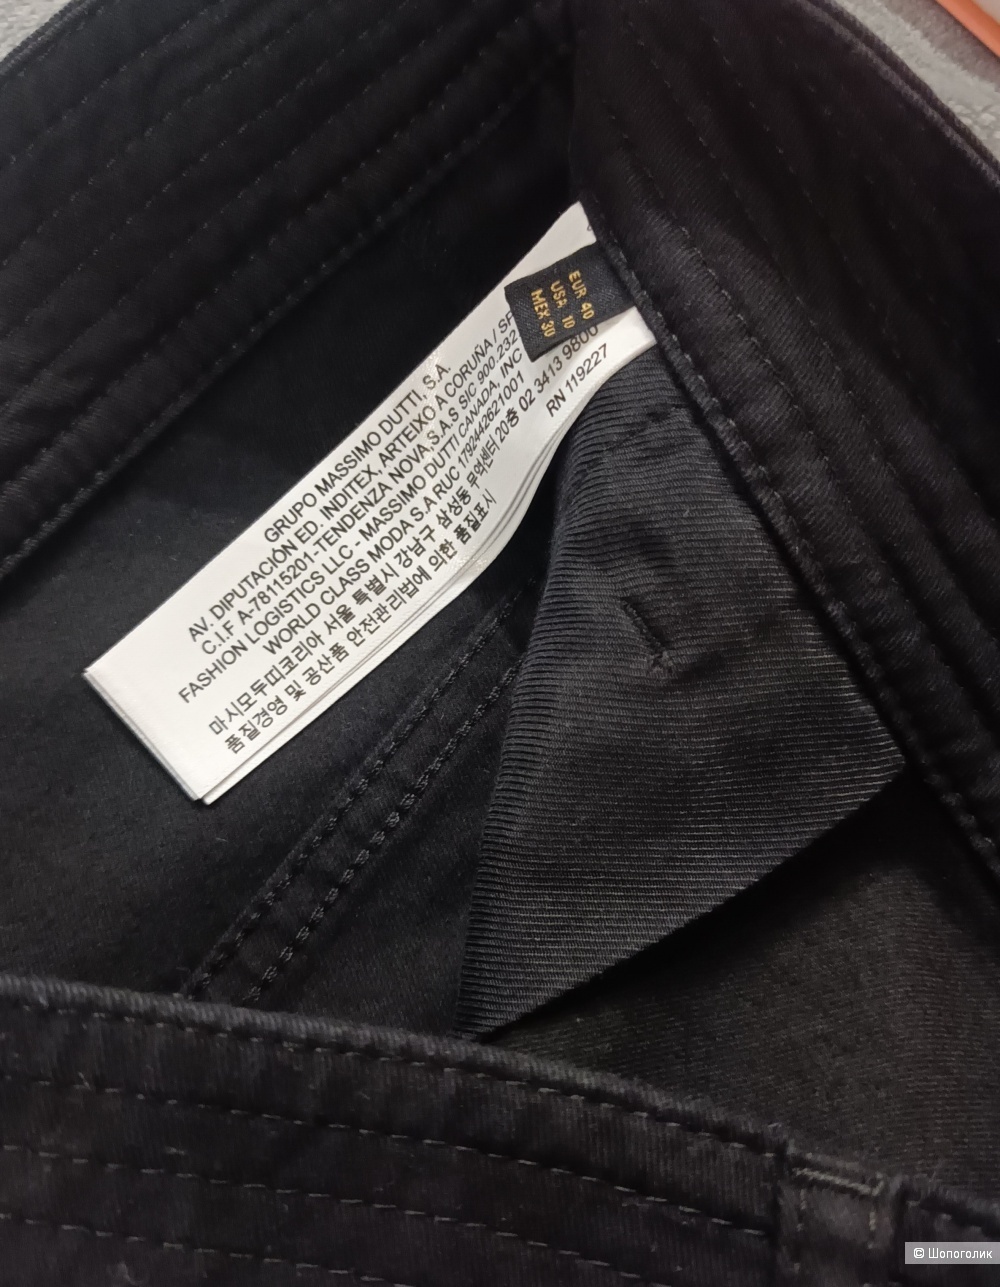 EUR 40
USA 10
MEX 30
GRUPO MASSIMO DUTTI, S.A.
AV. DIPUTACIÓN ED. INDITEX, ARTEIXO A CORUÑA / SP
C.I.F A-78115201-TENDENZA NOVA,S.A.S SIC 900.232
FASHION LOGISTICS LLC - MASSIMO DUTTI CANADA, INC
WORLD CLASS MODA S.A RUC 1792442621001
마시모두띠코리아 서울 특별시 강남구 삼성동 무역센터 20층 02 3413 9800
품질경영 및 공산품 안전관리법에 의한 품질표시
RN 119227
© Шопоголик